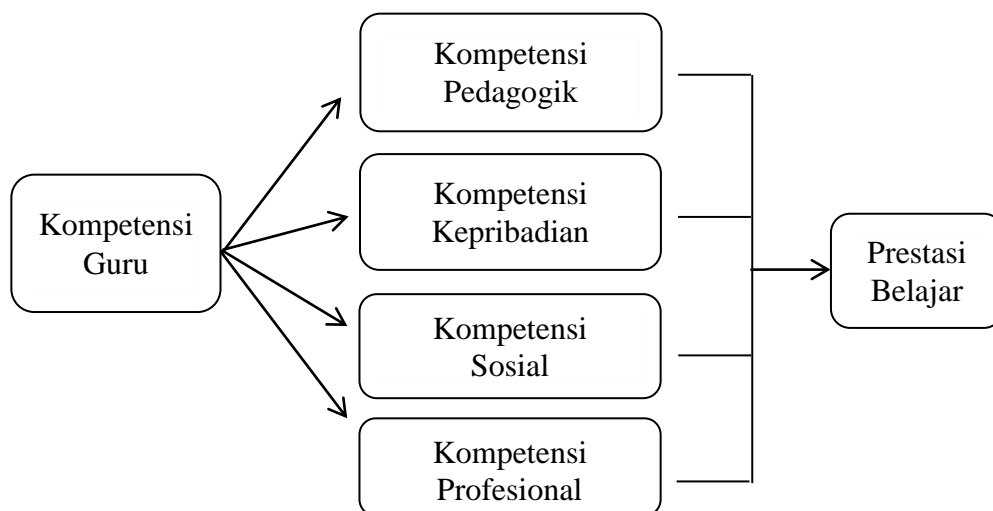 Kompetensi
Guru
Kompetensi
Pedagogik
Kompetensi
Kepribadian
Kompetensi
Sosial
Kompetensi
Profesional
Prestasi
Belajar